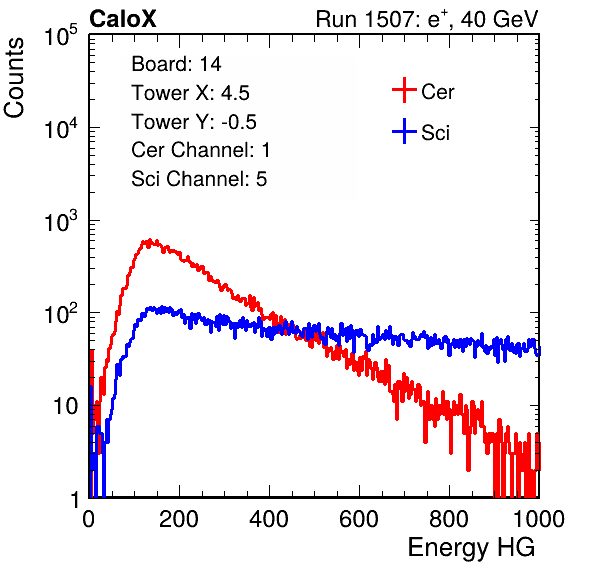 CaloX Run 1507: e⁺, 40 GeV
Counts
Board: 14
Tower X: 4.5
Tower Y: -0.5
Cer Channel: 1
Sci Channel: 5
Cer
Sci
10⁵
10⁴
10³
10²
10
1
0 200 400 600 800 1000
Energy HG